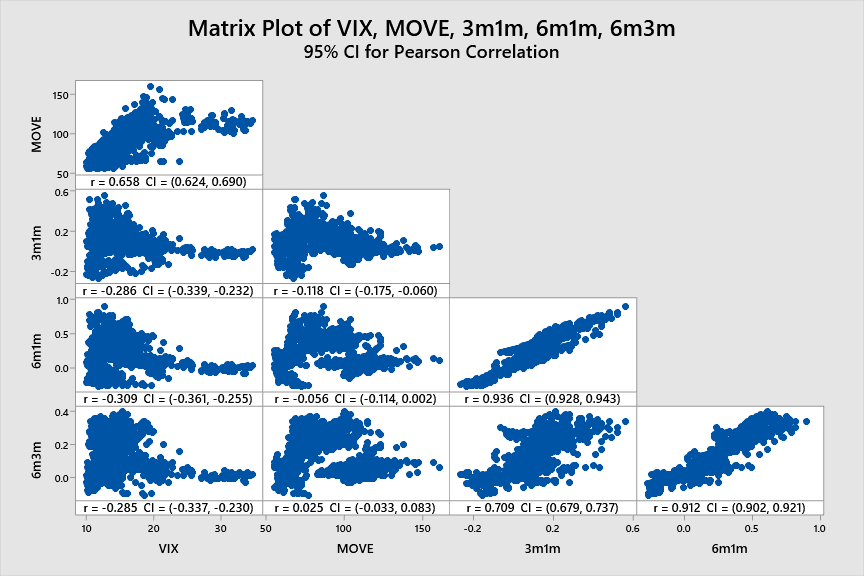 Matrix Plot of VIX, MOVE, 3m1m, 6m1m, 6m3m
95% CI for Pearson Correlation
MOVE
150
100
50
r = 0.658 CI = (0.624, 0.690)
3m1m
0.6
0.2
-0.2
r = -0.286 CI = (-0.339, -0.232)
r = -0.118 CI = (-0.175, -0.060)
6m1m
1.0
0.5
0.0
r = -0.309 CI = (-0.361, -0.255)
r = -0.056 CI = (-0.114, 0.002)
r = 0.936 CI = (0.928, 0.943)
6m3m
0.4
0.2
0.0
r = -0.285 CI = (-0.337, -0.230)
r = 0.025 CI = (-0.033, 0.083)
r = 0.709 CI = (0.679, 0.737)
r = 0.912 CI = (0.902, 0.921)
10 20 30 50 100 150 -0.2 0.2 0.6 0.0 0.5 1.0
VIX MOVE 3m1m 6m1m